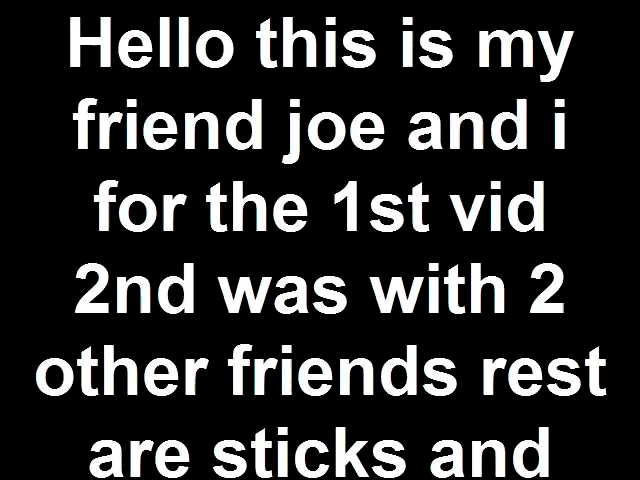 Hello this is my
friend joe and i
for the 1st vid
2nd was with 2
other friends rest
are sticks and